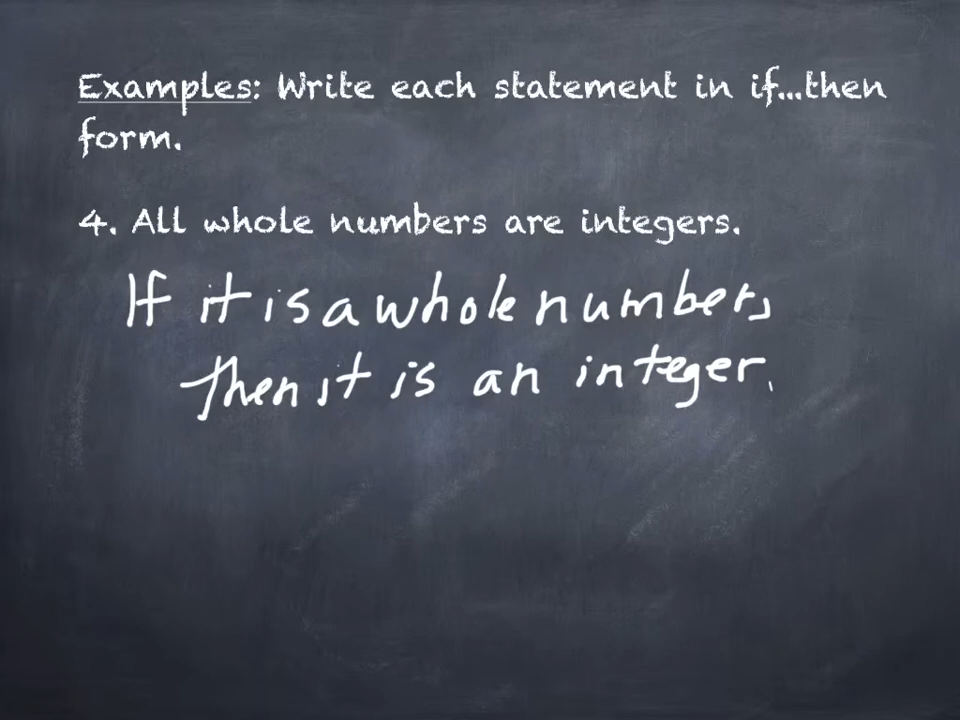 Examples: Write each statement in if...then
form.
4. All whole numbers are integers.
If it is a whole number,
then it is an integer.